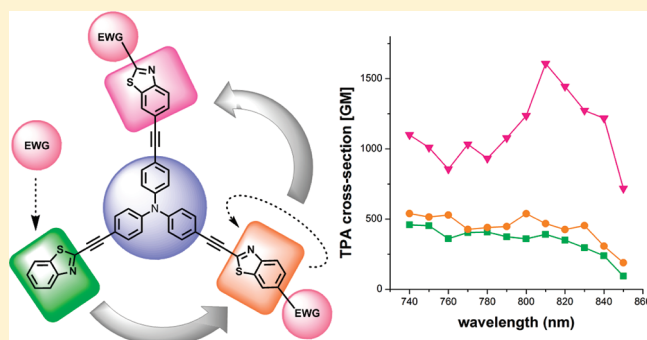 EWG
S
N
EWG
N
S
N
N
S
EWG
TPA cross-section [GM]
1500
1000
500
0
740 760 780 800 820 840 860
wavelength (nm)